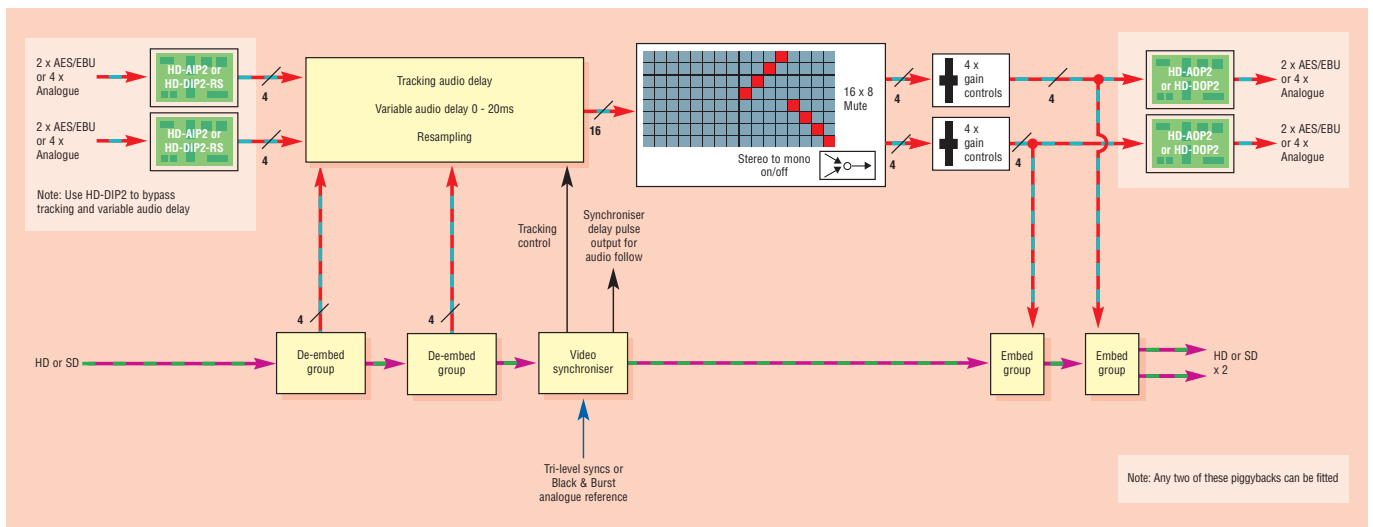 2 x AES/EBU
or 4 x
Analogue
HD-AIP2 or
HD-DIP2-RS
4
2 x AES/EBU
or 4 x
Analogue
HD-AIP2 or
HD-DIP2-RS
4
Note: Use HD-DIP2 to bypass
tracking and variable audio delay
Tracking audio delay
Variable audio delay 0 - 20ms
Resampling
16
16 x 8
Mute
Stereo to mono
on/off
4
4
4 x
gain
controls
4
4 x
gain
controls
4
HD-AOP2
or HD-DOP2
2 x AES/EBU
or 4 x
Analogue
HD-AOP2
or HD-DOP2
2 x AES/EBU
or 4 x
Analogue
Tracking
control
Synchroniser
delay pulse
output for
audio follow
4
4
HD or SD
De-embed
group
De-embed
group
Video
synchroniser
Embed
group
Embed
group
HD or SD
x 2
Tri-level syncs or
Black & Burst
analogue reference
Note: Any two of these piggybacks can be fitted